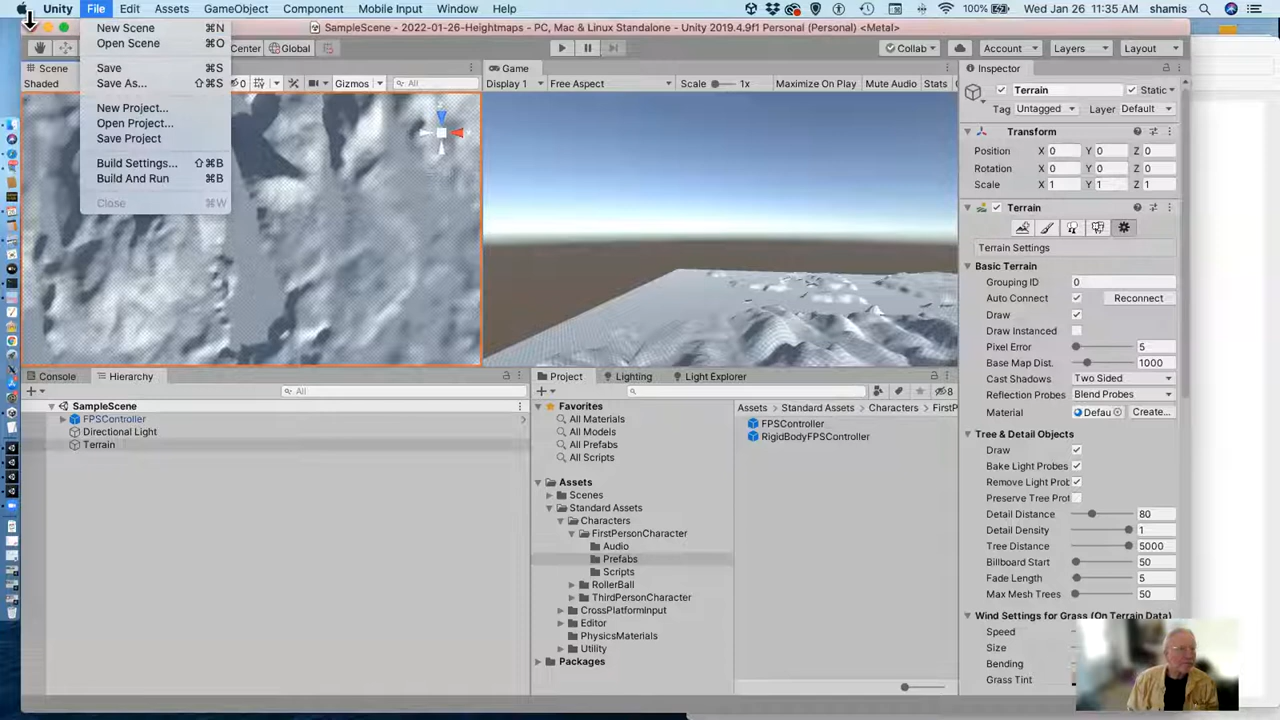 Unity File Edit Assets GameObject Component Mobile Input Window Help 100% Wed Jan 26 11:35 AM shamis
SampleScene - 2022-01-26-Heightmaps - PC, Mac & Linux Standalone - Unity 2019.4.9f1 Personal (Personal) <Metal>
New Scene ⌘N
Open Scene ⌘O
Save ⌘S
Save As... ⇧⌘S
New Project...
Open Project...
Save Project
Build Settings... ⇧⌘B
Build And Run ⌘B
Close ⌘W
Center Global Collab Account Layers Layout
Scene
Shaded 0 Gizmos All
Game
Display 1 Free Aspect Scale 1x Maximize On Play Mute Audio Stats
Console Hierarchy
All
SampleScene
FPSController
Directional Light
Terrain
Project Lighting Light Explorer
8
Favorites
All Materials
All Models
All Prefabs
All Scripts
Assets
Scenes
Standard Assets
Characters
FirstPersonCharacter
Audio
Prefabs
Scripts
RollerBall
ThirdPersonCharacter
CrossPlatformInput
Editor
PhysicsMaterials
Utility
Packages
Assets Standard Assets Characters FirstP
FPSController
RigidBodyFPSController
Inspector
Terrain Static
Tag Untagged Layer Default
Transform
Position X 0 Y 0 Z 0
Rotation X 0 Y 0 Z 0
Scale X 1 Y 1 Z 1
Terrain
Terrain Settings
Basic Terrain
Grouping ID 0
Auto Connect Reconnect
Draw
Draw Instanced
Pixel Error 5
Base Map Dist. 1000
Cast Shadows Two Sided
Reflection Probes Blend Probes
Material Defau Create...
Tree & Detail Objects
Draw
Bake Light Probes
Remove Light Prob
Preserve Tree Prot
Detail Distance 80
Detail Density 1
Tree Distance 5000
Billboard Start 50
Fade Length 5
Max Mesh Trees 50
Wind Settings for Grass (On Terrain Data)
Speed
Size
Bending
Grass Tint